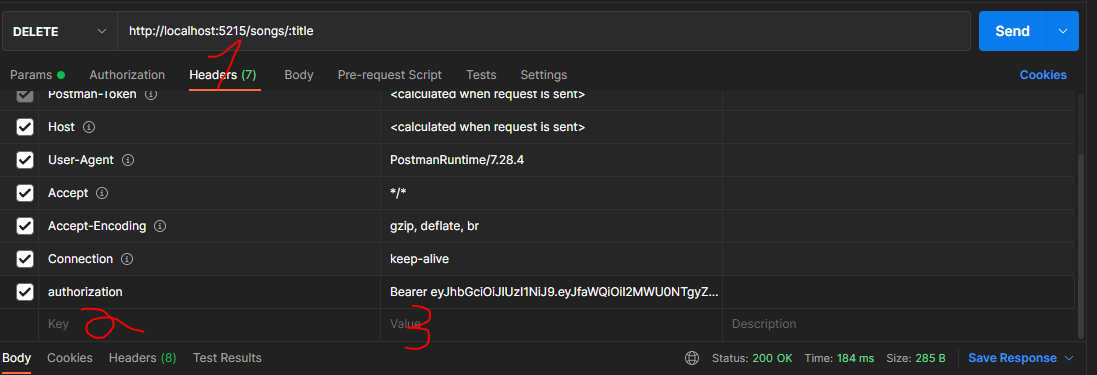 DELETE http://localhost:5215/songs/:title Send
1
Params Authorization Headers (7) Body Pre-request Script Tests Settings Cookies
Postman-Token <calculated when request is sent>
Host <calculated when request is sent>
User-Agent PostmanRuntime/7.28.4
Accept */*
Accept-Encoding gzip, deflate, br
Connection keep-alive
authorization Bearer eyJhbGciOiJIUzI1NiJ9.eyJfaWQiOiI2MWU0NTgyZ...
Key Value Description
2 3
Body Cookies Headers (8) Test Results Status: 200 OK Time: 184 ms Size: 285 B Save Response